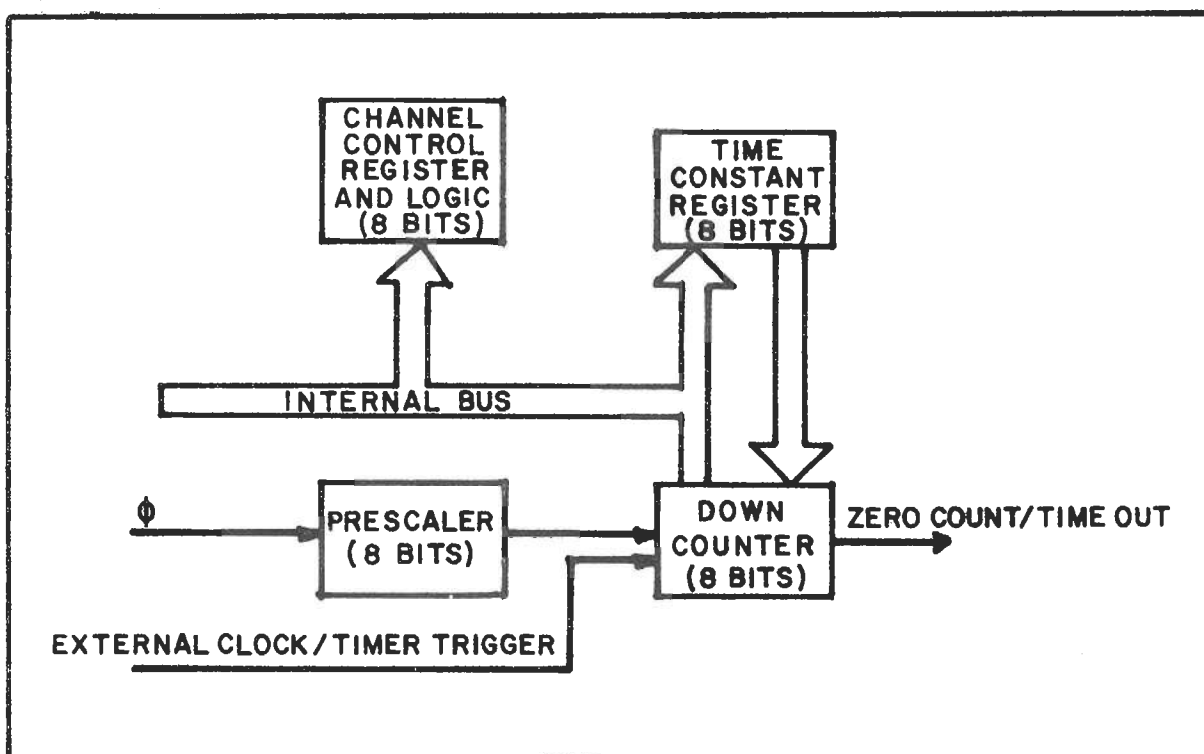 CHANNEL
CONTROL
REGISTER
AND LOGIC
(8 BITS)
TIME
CONSTANT
REGISTER
(8 BITS)
INTERNAL BUS
ϕ
PRESCALER
(8 BITS)
DOWN
COUNTER
(8 BITS)
ZERO COUNT/TIME OUT
EXTERNAL CLOCK/TIMER TRIGGER